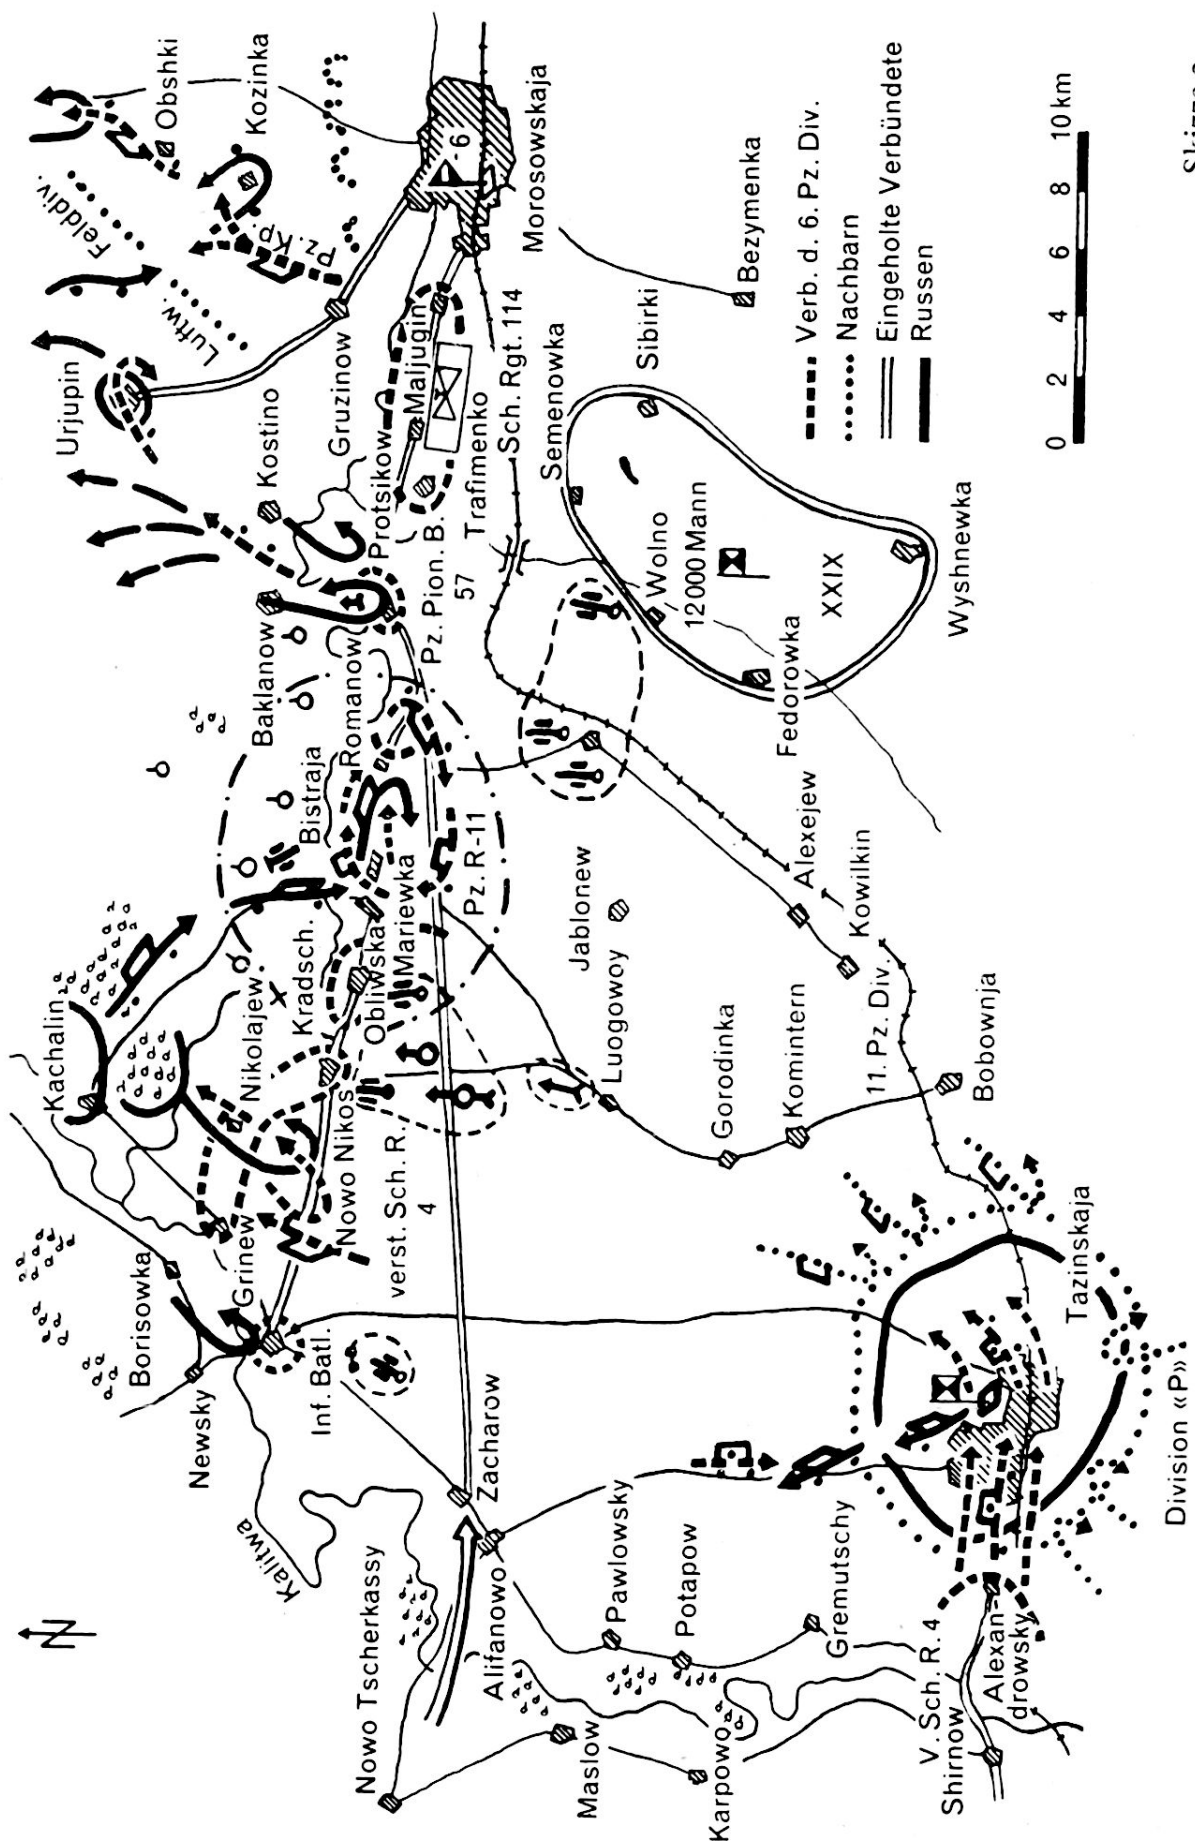 N
Nowo Tscherkassy
Kalitwa
Newsky
Borisowka
Grinew
Kachalin
Nikolajew.
Kradsch.
Bistraja
Baklanow
Romanow
Kostino
Urjupin
Luftw.
Felddiv.
Pz. Kp.
Obshki
Kozinka
Gruzinow
Protsikow
Maljugin
6
Morosowskaja
Inf. Batl.
Nowo Nikos
Obliwska
Mariewka
verst. Sch. R.
4
Pz. R-11
Pz. Pion. B.
57
Trafimenko
Sch. Rgt. 114
Zacharow
Alifanowo
Maslow
Karpowo
Pawlowsky
Potapow
Gremutschy
Luogowoy
Jablonew
Gorodinka
Komintern
Alexejew
Kowilkin
11. Pz. Div.
Bobownja
Semenowka
Sibirki
Wolno
12000 Mann
XXIX
Fedorowka
Wyshnewka
Bezymenka
V. Sch. R. 4
Shirnow
Alexan-
drowsky
Tazinskaja
Division «P»
Verb. d. 6. Pz. Div.
Nachbarn
Eingeholte Verbündete
Russen
0 2 4 6 8 10 km